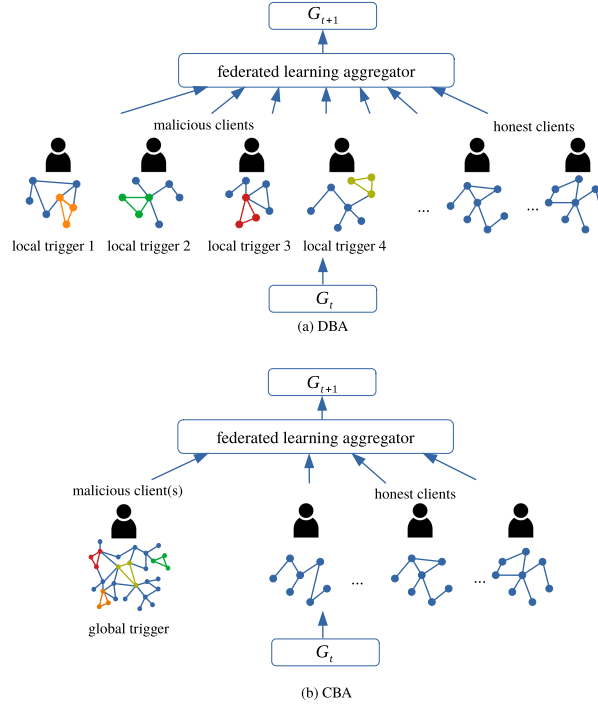 G_{t+1}
federated learning aggregator
malicious clients
honest clients
local trigger 1
local trigger 2
local trigger 3
local trigger 4
...
...
G_t
(a) DBA
G_{t+1}
federated learning aggregator
malicious client(s)
honest clients
...
...
global trigger
G_t
(b) CBA